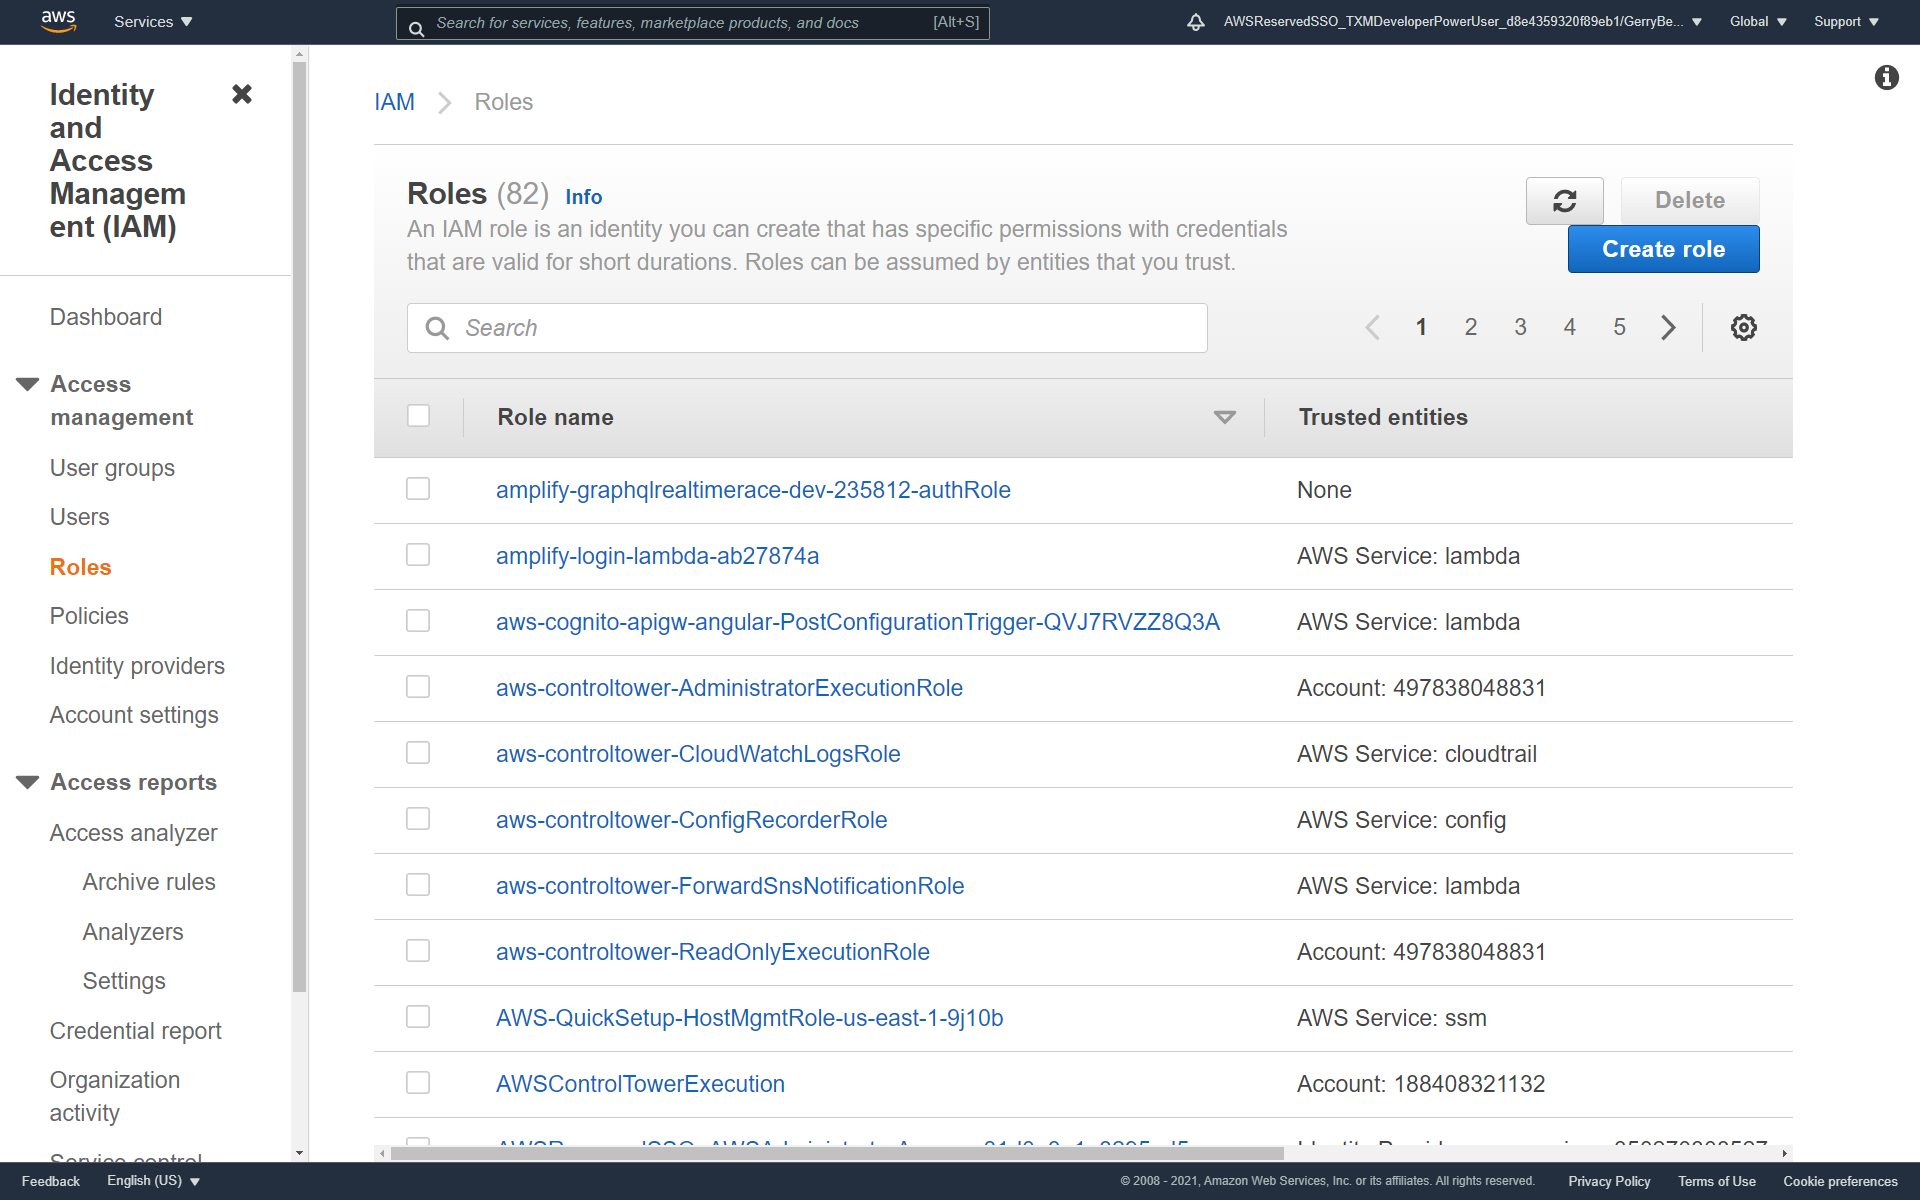 aws
Services
Search for services, features, marketplace products, and docs
[Alt+S]
AWSReservedSSO_TXMDeveloperPowerUser_d8e4359320f89eb1/GerryBe...
Global
Support
Identity
and
Access
Managem
ent (IAM)
Dashboard
Access
management
User groups
Users
Roles
Policies
Identity providers
Account settings
Access reports
Access analyzer
Archive rules
Analyzers
Settings
Credential report
Organization
activity
Service control
IAM
Roles
Roles (82) Info
An IAM role is an identity you can create that has specific permissions with credentials
that are valid for short durations. Roles can be assumed by entities that you trust.
Delete
Create role
Search
1 2 3 4 5
Role name Trusted entities
amplify-graphqlrealtimerace-dev-235812-authRole None
amplify-login-lambda-ab27874a AWS Service: lambda
aws-cognito-apigw-angular-PostConfigurationTrigger-QVJ7RVZZ8Q3A AWS Service: lambda
aws-controltower-AdministratorExecutionRole Account: 497838048831
aws-controltower-CloudWatchLogsRole AWS Service: cloudtrail
aws-controltower-ConfigRecorderRole AWS Service: config
aws-controltower-ForwardSnsNotificationRole AWS Service: lambda
aws-controltower-ReadOnlyExecutionRole Account: 497838048831
AWS-QuickSetup-HostMgmtRole-us-east-1-9j10b AWS Service: ssm
AWSControlTowerExecution Account: 188408321132
Feedback
English (US)
© 2008 - 2021, Amazon Web Services, Inc. or its affiliates. All rights reserved.
Privacy Policy
Terms of Use
Cookie preferences